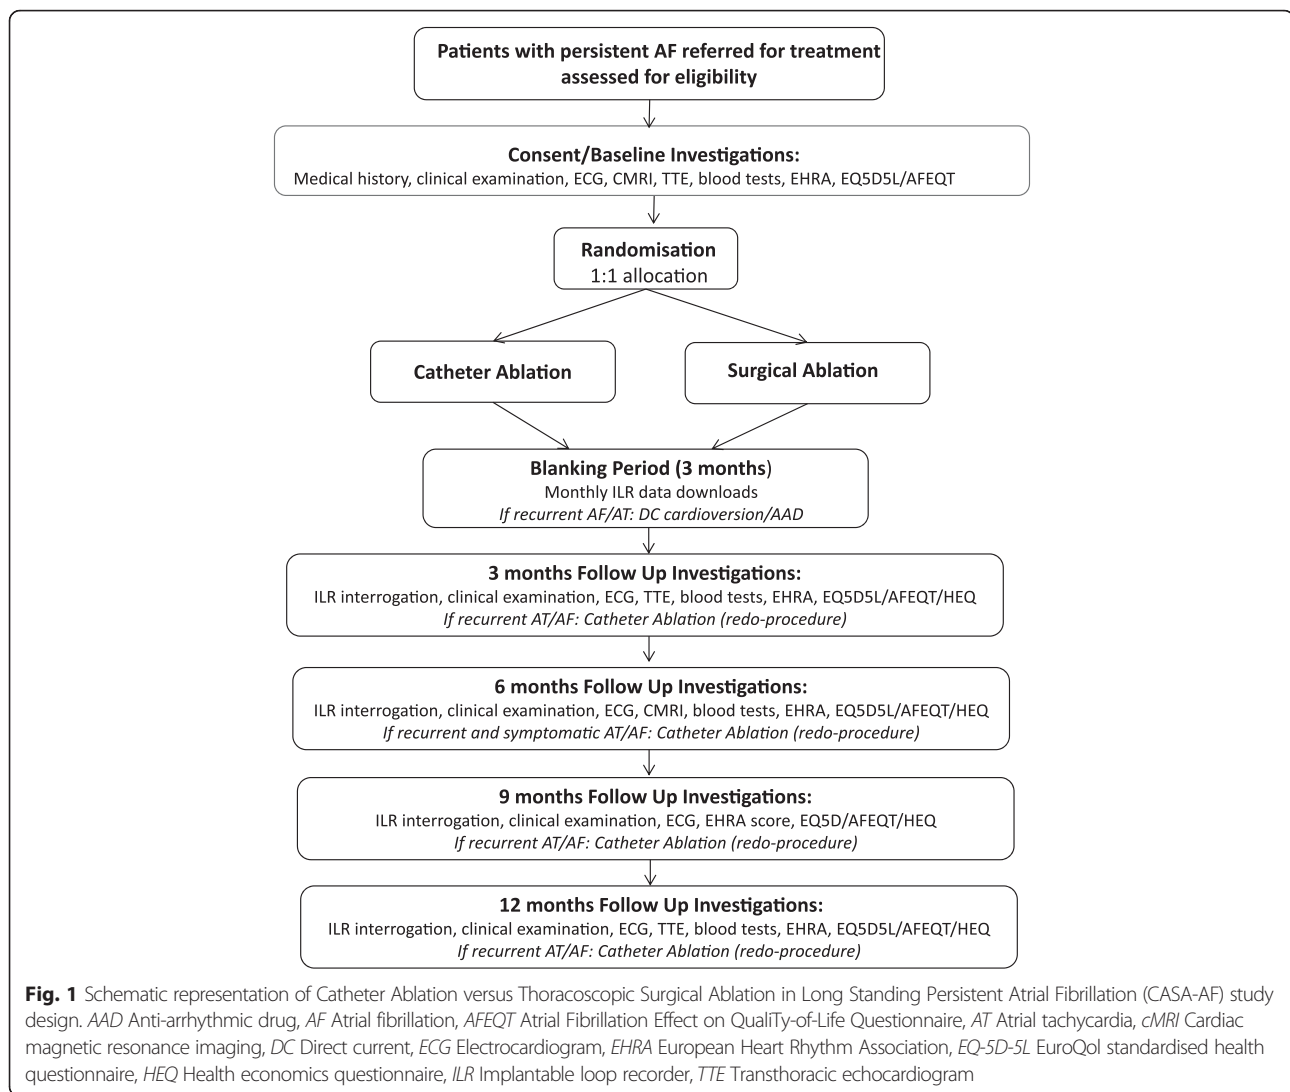 Patients with persistent AF referred for treatment
assessed for eligibility
Consent/Baseline Investigations:
Medical history, clinical examination, ECG, CMRI, TTE, blood tests, EHRA, EQ5D5L/AFEQT
Randomisation
1:1 allocation
Catheter Ablation
Surgical Ablation
Blanking Period (3 months)
Monthly ILR data downloads
If recurrent AF/AT: DC cardioversion/AAD
3 months Follow Up Investigations:
ILR interrogation, clinical examination, ECG, TTE, blood tests, EHRA, EQ5D5L/AFEQT/HEQ
If recurrent AT/AF: Catheter Ablation (redo-procedure)
6 months Follow Up Investigations:
ILR interrogation, clinical examination, ECG, CMRI, blood tests, EHRA, EQ5D5L/AFEQT/HEQ
If recurrent and symptomatic AT/AF: Catheter Ablation (redo-procedure)
9 months Follow Up Investigations:
ILR interrogation, clinical examination, ECG, EHRA score, EQ5D/AFEQT/HEQ
If recurrent AT/AF: Catheter Ablation (redo-procedure)
12 months Follow Up Investigations:
ILR interrogation, clinical examination, ECG, TTE, blood tests, EHRA, EQ5D5L/AFEQT/HEQ
If recurrent AT/AF: Catheter Ablation (redo-procedure)
Fig. 1 Schematic representation of Catheter Ablation versus Thoracoscopic Surgical Ablation in Long Standing Persistent Atrial Fibrillation (CASA-AF) study
design. AAD Anti-arrhythmic drug, AF Atrial fibrillation, AFEQT Atrial Fibrillation Effect on QualiTy-of-Life Questionnaire, AT Atrial tachycardia, cMRI Cardiac
magnetic resonance imaging, DC Direct current, ECG Electrocardiogram, EHRA European Heart Rhythm Association, EQ-5D-5L EuroQol standardised health
questionnaire, HEQ Health economics questionnaire, ILR Implantable loop recorder, TTE Transthoracic echocardiogram